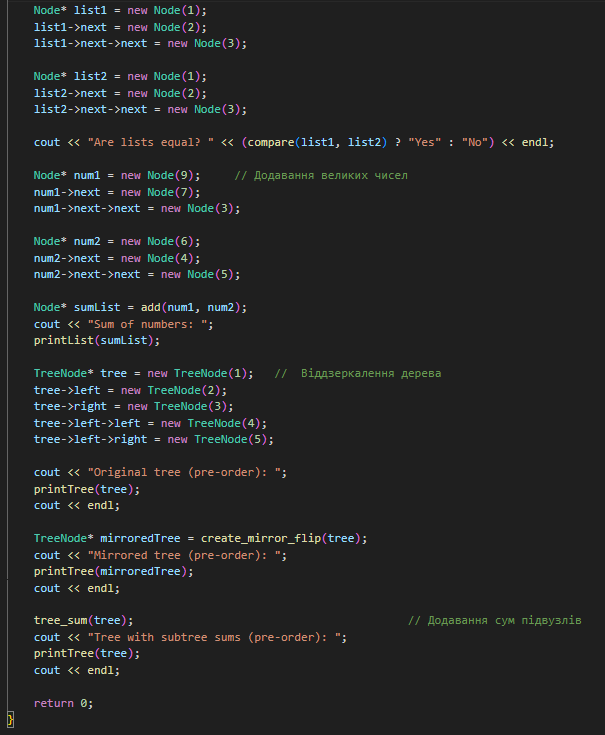 Node* list1 = new Node(1);
list1->next = new Node(2);
list1->next->next = new Node(3);
Node* list2 = new Node(1);
list2->next = new Node(2);
list2->next->next = new Node(3);
cout << "Are lists equal? " << (compare(list1, list2) ? "Yes" : "No") << endl;
Node* num1 = new Node(9);     // Додавання великих чисел
num1->next = new Node(7);
num1->next->next = new Node(3);
Node* num2 = new Node(6);
num2->next = new Node(4);
num2->next->next = new Node(5);
Node* sumList = add(num1, num2);
cout << "Sum of numbers: ";
printList(sumList);
TreeNode* tree = new TreeNode(1);   //  Віддзеркалення дерева
tree->left = new TreeNode(2);
tree->right = new TreeNode(3);
tree->left->left = new TreeNode(4);
tree->left->right = new TreeNode(5);
cout << "Original tree (pre-order): ";
printTree(tree);
cout << endl;
TreeNode* mirroredTree = create_mirror_flip(tree);
cout << "Mirrored tree (pre-order): ";
printTree(mirroredTree);
cout << endl;
tree_sum(tree);                                         // Додавання сум підвузлів
cout << "Tree with subtree sums (pre-order): ";
printTree(tree);
cout << endl;
return 0;
}